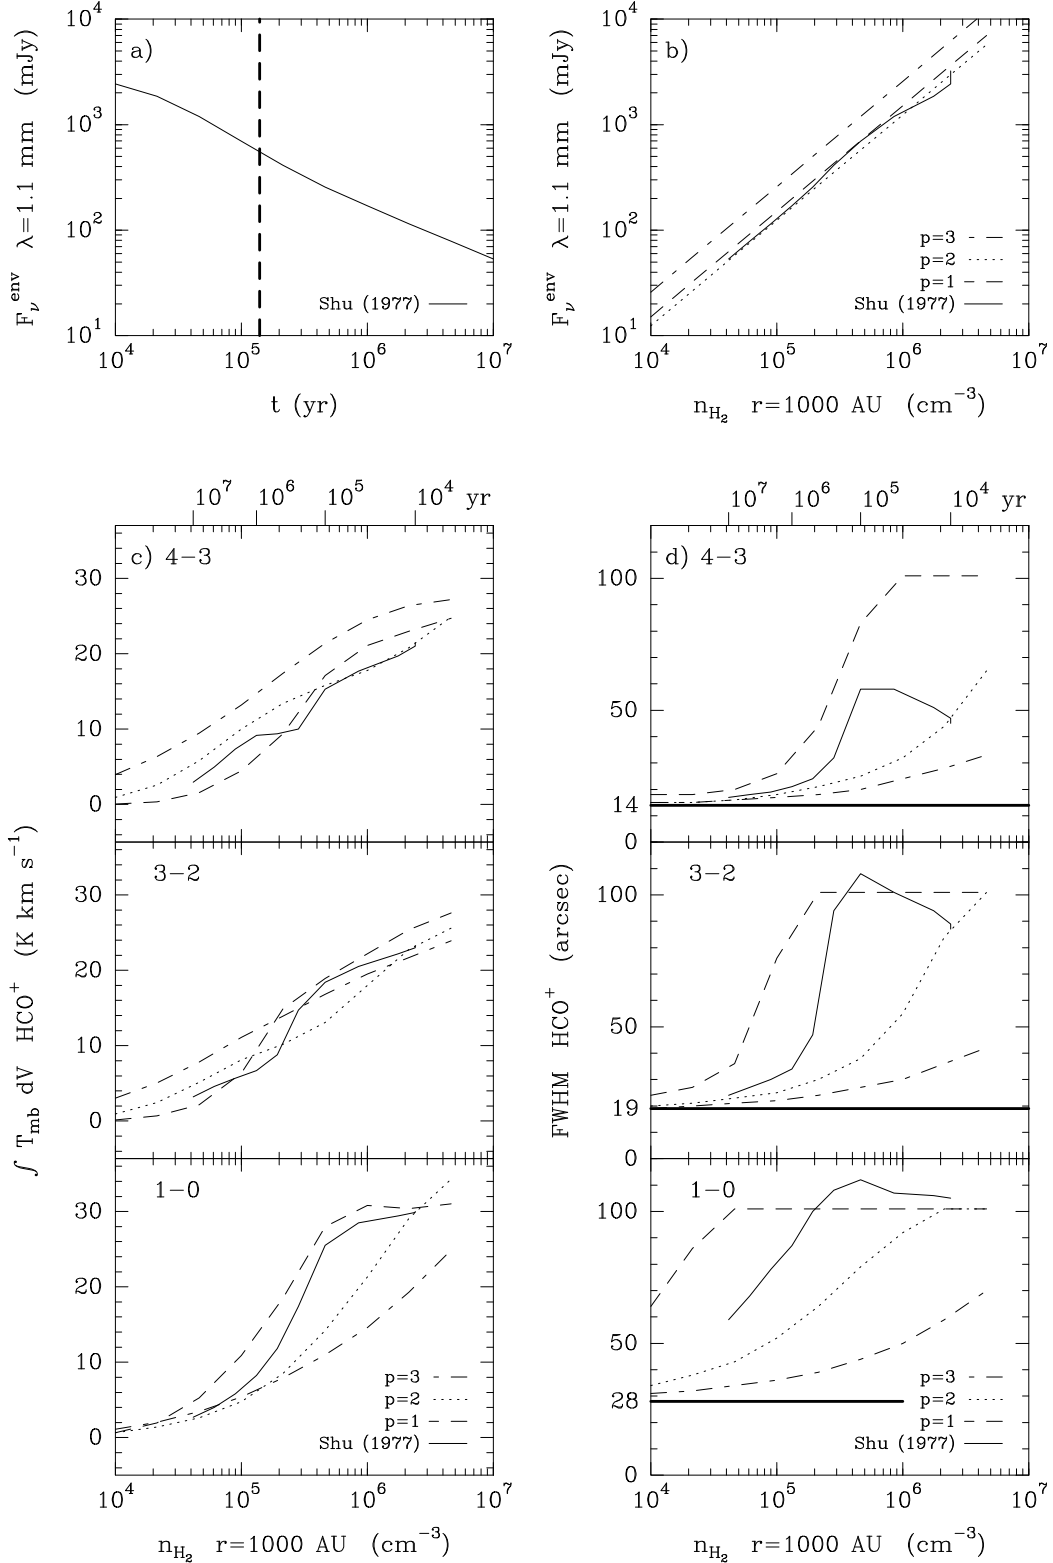 a)
F_ν^env λ=1.1 mm (mJy)
10^4
10^3
10^2
10^1
Shu (1977)
10^4 10^5 10^6 10^7
t (yr)
b)
F_ν^env λ=1.1 mm (mJy)
10^4
10^3
10^2
10^1
p=3
p=2
p=1
Shu (1977)
10^4 10^5 10^6 10^7
n_H₂ r=1000 AU (cm^−3)
10^7 10^6 10^5 10^4 yr
c) 4−3
30
20
10
0
3−2
30
20
10
0
1−0
30
20
10
0
∫ T_mb dV HCO^+ (K km s^−1)
p=3
p=2
p=1
Shu (1977)
10^4 10^5 10^6 10^7
n_H₂ r=1000 AU (cm^−3)
10^7 10^6 10^5 10^4 yr
d) 4−3
100
50
14
0
3−2
100
50
19
0
1−0
100
50
28
0
FWHM HCO^+ (arcsec)
p=3
p=2
p=1
Shu (1977)
10^4 10^5 10^6 10^7
n_H₂ r=1000 AU (cm^−3)